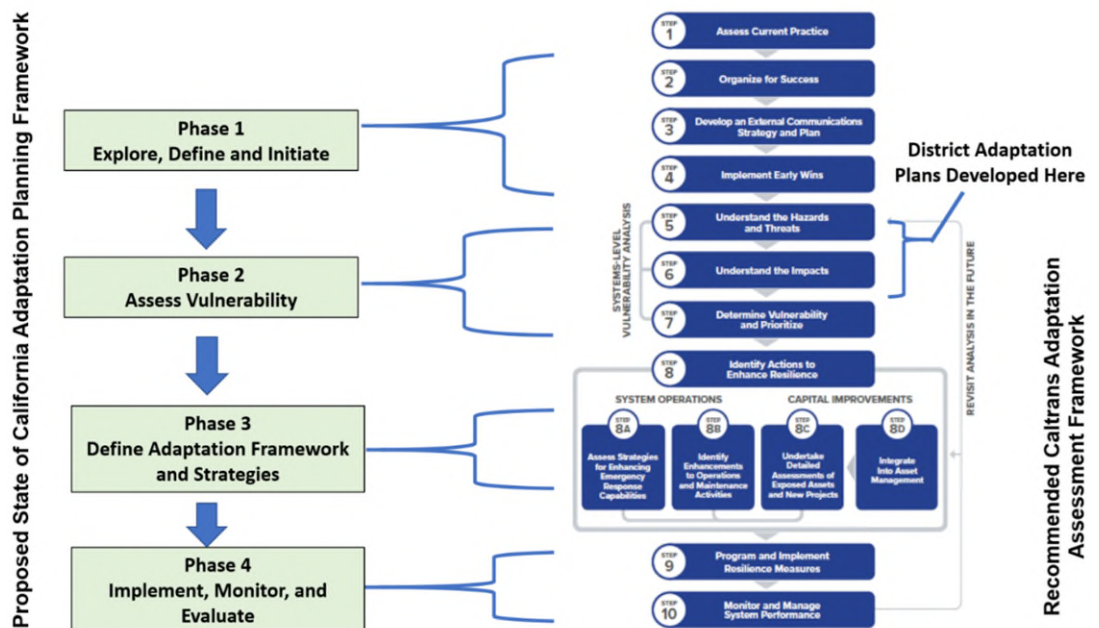 Proposed State of California Adaptation Planning Framework
Phase 1
Explore, Define and Initiate
Phase 2
Assess Vulnerability
Phase 3
Define Adaptation Framework
and Strategies
Phase 4
Implement, Monitor, and
Evaluate
STEP
1
Assess Current Practice
STEP
2
Organize for Success
STEP
3
Develop an External Communications
Strategy and Plan
STEP
4
Implement Early Wins
SYSTEMS-LEVEL
VULNERABILITY ANALYSIS
STEP
5
Understand the Hazards
and Threats
STEP
6
Understand the Impacts
STEP
7
Determine Vulnerability
and Prioritize
STEP
8
Identify Actions to
Enhance Resilience
SYSTEM OPERATIONS
CAPITAL IMPROVEMENTS
STEP
8A
Assess Strategies
for Enhancing
Emergency
Response
Capabilities
STEP
8B
Identify
Enhancements
to Operations
and Maintenance
Activities
STEP
8C
Undertake
Detailed
Assessments of
Exposed Assets
and New Projects
STEP
8D
Integrate
Into Asset
Management
STEP
9
Program and Implement
Resilience Measures
STEP
10
Monitor and Manage
System Performance
District Adaptation
Plans Developed Here
REVISIT ANALYSIS IN THE FUTURE
Recommended Caltrans Adaptation
Assessment Framework